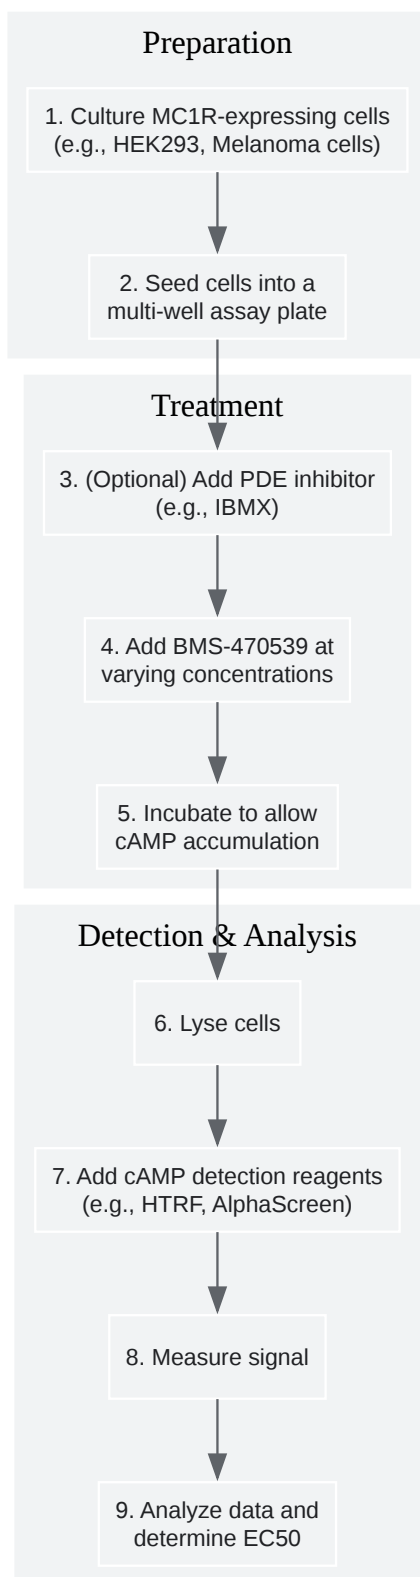 Preparation
1. Culture MC1R-expressing cells
(e.g., HEK293, Melanoma cells)
2. Seed cells into a
multi-well assay plate
Treatment
3. (Optional) Add PDE inhibitor
(e.g., IBMX)
4. Add BMS-470539 at
varying concentrations
5. Incubate to allow
cAMP accumulation
Detection & Analysis
6. Lyse cells
7. Add cAMP detection reagents
(e.g., HTRF, AlphaScreen)
8. Measure signal
9. Analyze data and
determine EC50